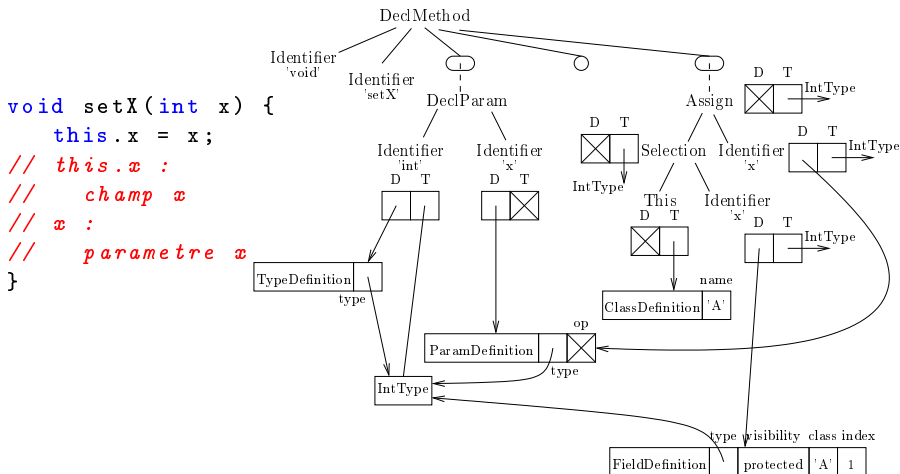 void setX(int x) {
this.x = x;
// this.x :
// champ x
// x :
// parametre x
}
DeclMethod
Identifier
'void'
Identifier
'setX'
DeclParam
Identifier
'int'
D T
Identifier
'x'
D T
Assign
D T
IntType
D T
IntType
Selection
Identifier
'x'
D T
IntType
This
D T
Identifier
'x'
D T
IntType
TypeDefinition
type
name
ClassDefinition 'A'
op
ParamDefinition
type
IntType
type visibility class index
FieldDefinition protected 'A' 1